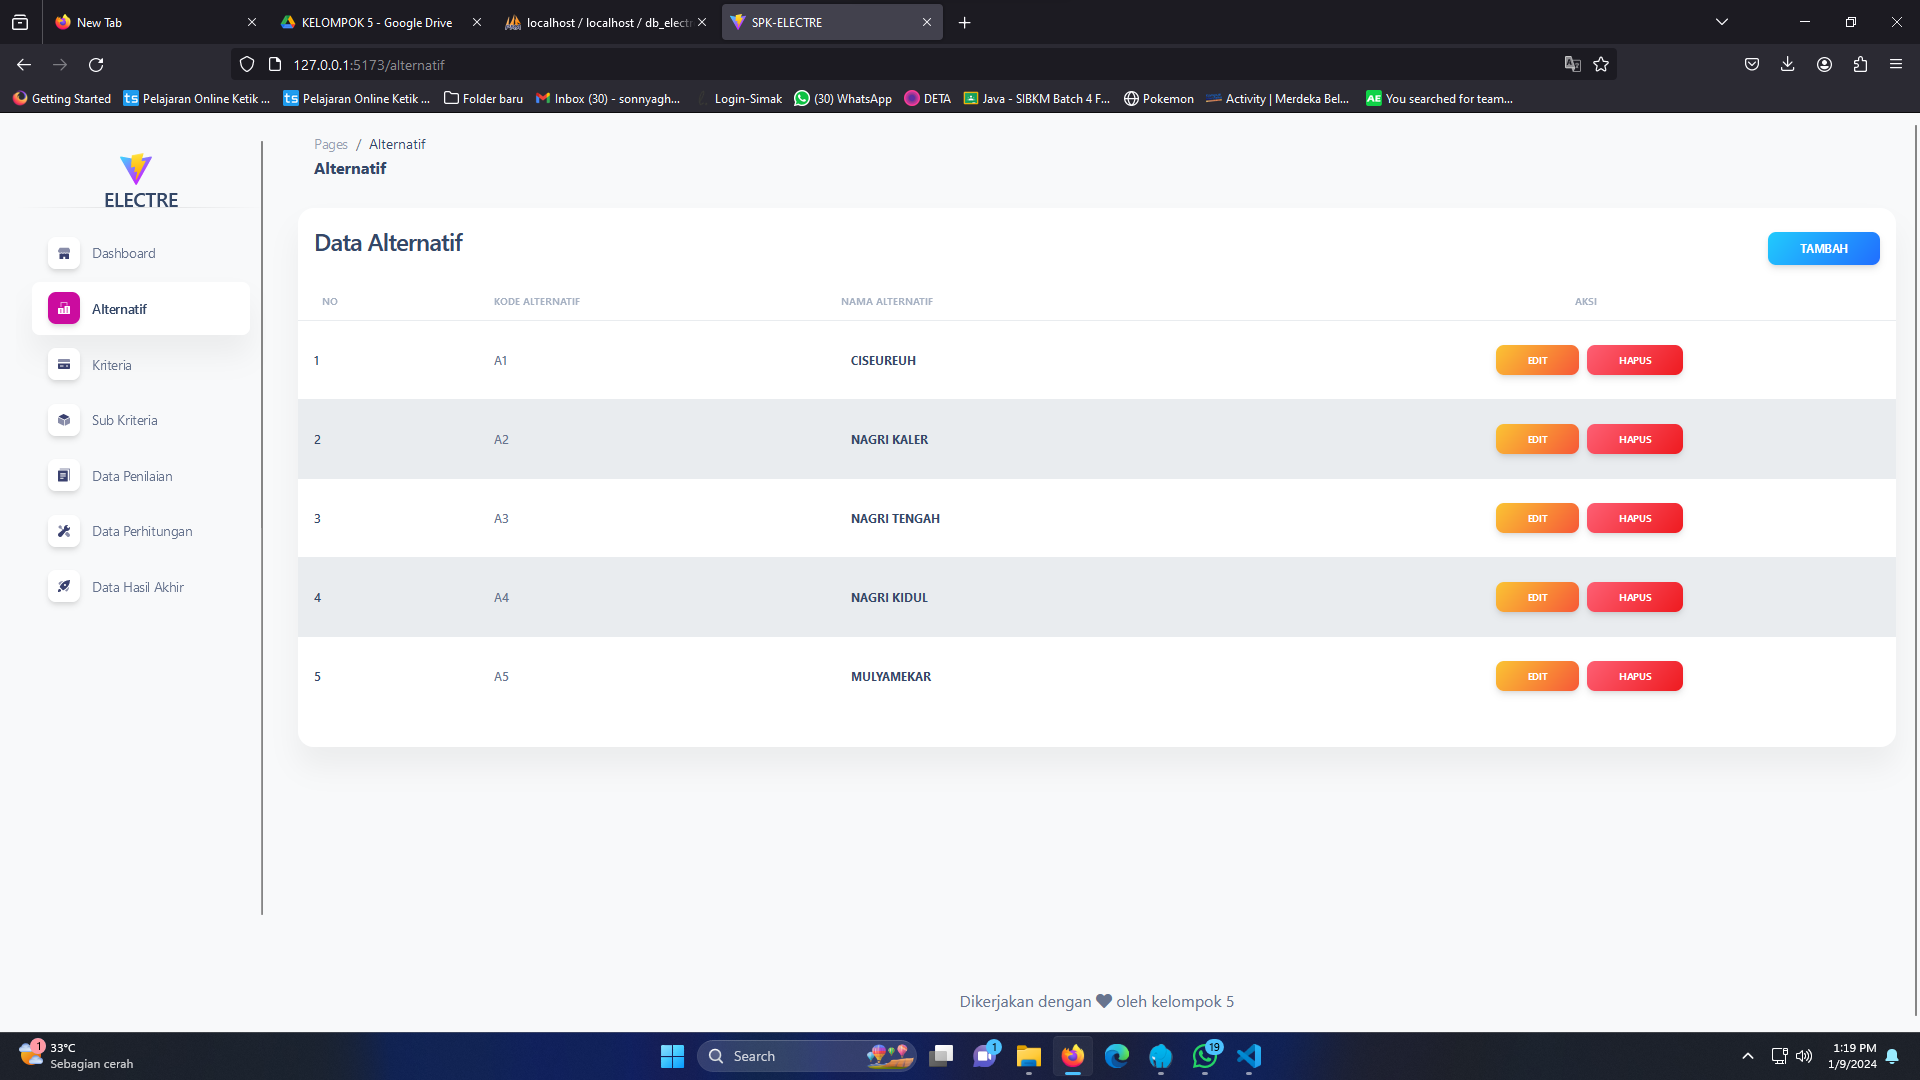 New Tab
KELOMPOK 5 - Google Drive
localhost / localhost / db_electr
SPK-ELECTRE
127.0.0.1:5173/alternatif
Getting Started
Pelajaran Online Ketik ...
Pelajaran Online Ketik ...
Folder baru
Inbox (30) - sonnyagh...
Login-Simak
(30) WhatsApp
DETA
Java - SIBKM Batch 4 F...
Pokemon
Activity | Merdeka Bel...
AE
You searched for team...
ELECTRE
Dashboard
Alternatif
Kriteria
Sub Kriteria
Data Penilaian
Data Perhitungan
Data Hasil Akhir
Pages / Alternatif
Alternatif
Data Alternatif
TAMBAH
NO KODE ALTERNATIF NAMA ALTERNATIF AKSI
1 A1 CISEUREUH EDIT HAPUS
2 A2 NAGRI KALER EDIT HAPUS
3 A3 NAGRI TENGAH EDIT HAPUS
4 A4 NAGRI KIDUL EDIT HAPUS
5 A5 MULYAMEKAR EDIT HAPUS
Dikerjakan dengan ♥ oleh kelompok 5
1
33°C
Sebagian cerah
Search
1
19
1:19 PM
1/9/2024